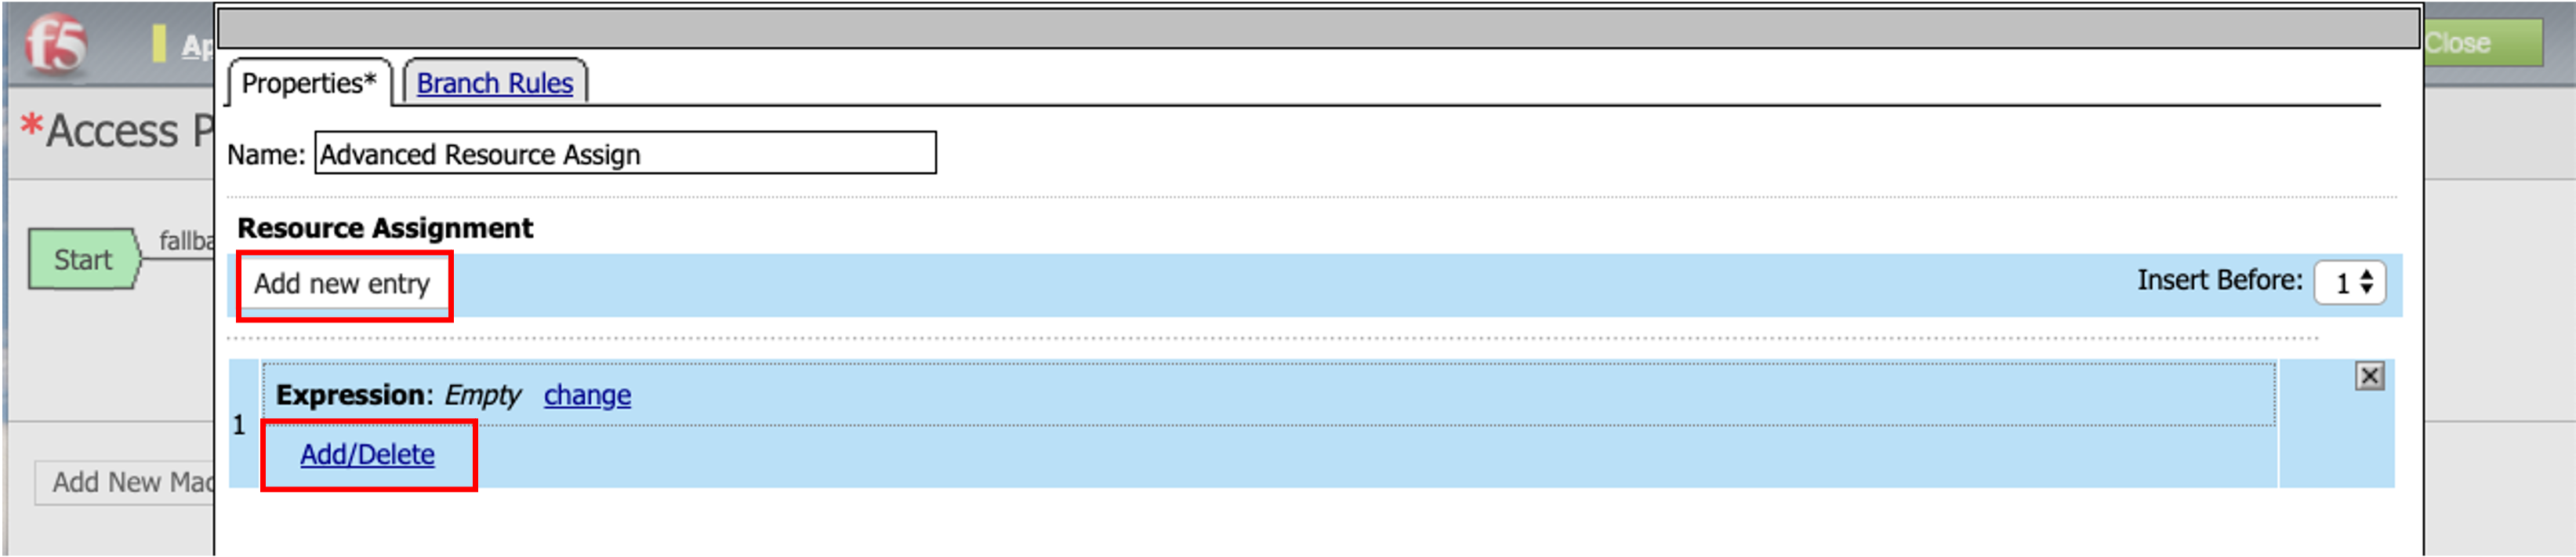 f5
Ap
Close
Properties* Branch Rules
*Access P
Name: Advanced Resource Assign
Resource Assignment
Start
fallba
Add new entry
Insert Before: 1
1
Expression: Empty change
Add/Delete
Add New Mac